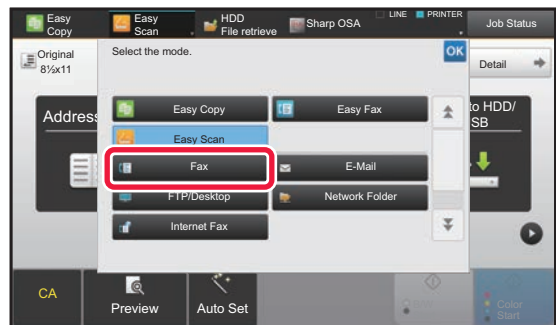 Easy
Copy
Easy
Scan
HDD
File retrieve
Sharp OSA
LINE
PRINTER
Job Status
Original
8½x11
Select the mode.
OK
Detail
Address
to HDD/
SB
Easy Copy
Easy Fax
Easy Scan
Fax
E-Mail
FTP/Desktop
Network Folder
Internet Fax
CA
Preview
Auto Set
Color
Start